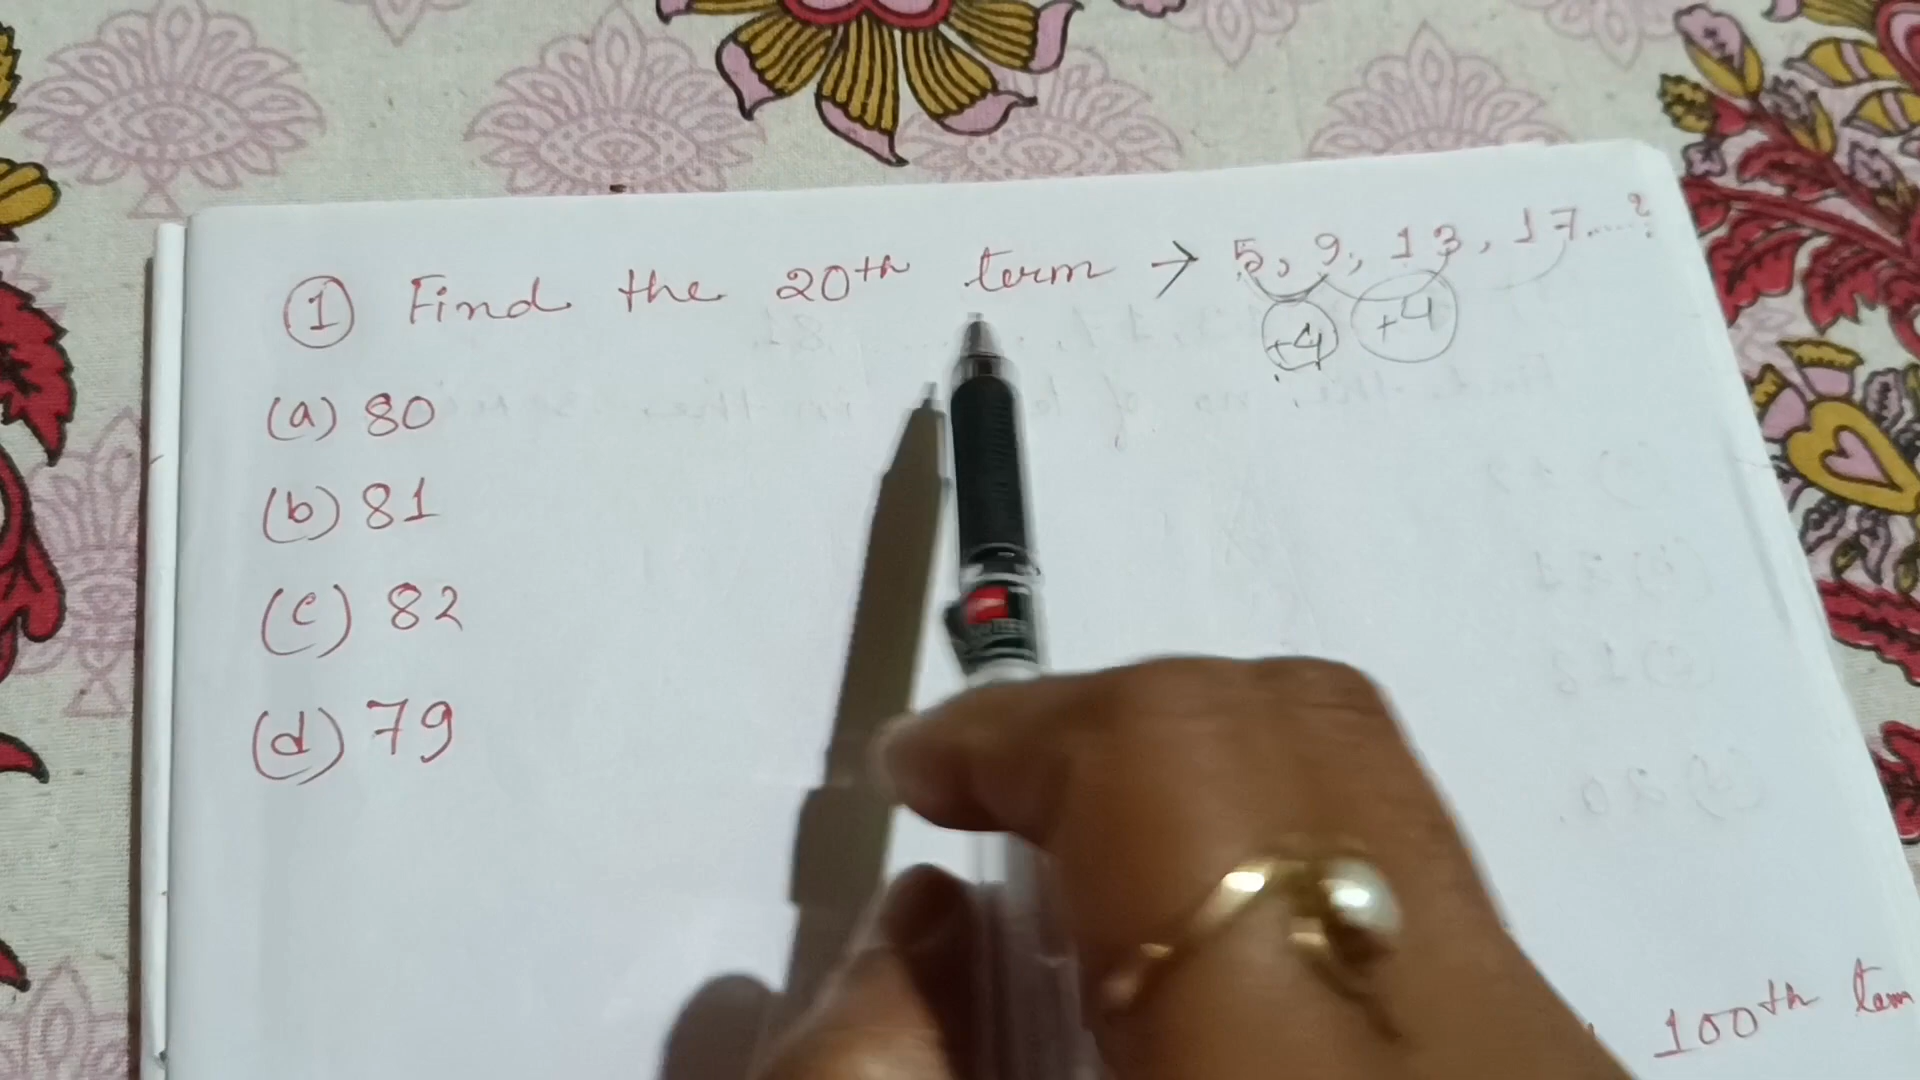 ① Find the 20th term → 5, 9, 13, 17.....?
+4 +4
(a) 80
(b) 81
(c) 82
(d) 79
100th term